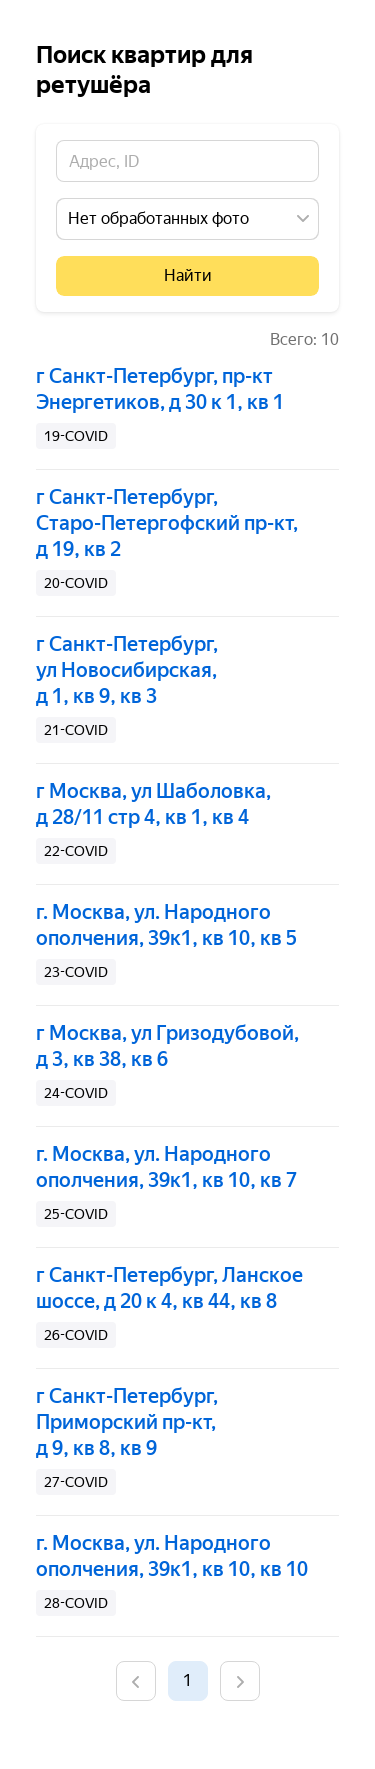 Поиск квартир для
ретушёра
Адрес, ID
Нет обработанных фото
Найти
Всего: 10
г Санкт-Петербург, пр-кт
Энергетиков, д 30 к 1, кв 1
19-COVID
г Санкт-Петербург,
Старо-Петергофский пр-кт,
д 19, кв 2
20-COVID
г Санкт-Петербург,
ул Новосибирская,
д 1, кв 9, кв 3
21-COVID
г Москва, ул Шаболовка,
д 28/11 стр 4, кв 1, кв 4
22-COVID
г. Москва, ул. Народного
ополчения, 39к1, кв 10, кв 5
23-COVID
г Москва, ул Гризодубовой,
д 3, кв 38, кв 6
24-COVID
г. Москва, ул. Народного
ополчения, 39к1, кв 10, кв 7
25-COVID
г Санкт-Петербург, Ланское
шоссе, д 20 к 4, кв 44, кв 8
26-COVID
г Санкт-Петербург,
Приморский пр-кт,
д 9, кв 8, кв 9
27-COVID
г. Москва, ул. Народного
ополчения, 39к1, кв 10, кв 10
28-COVID
1